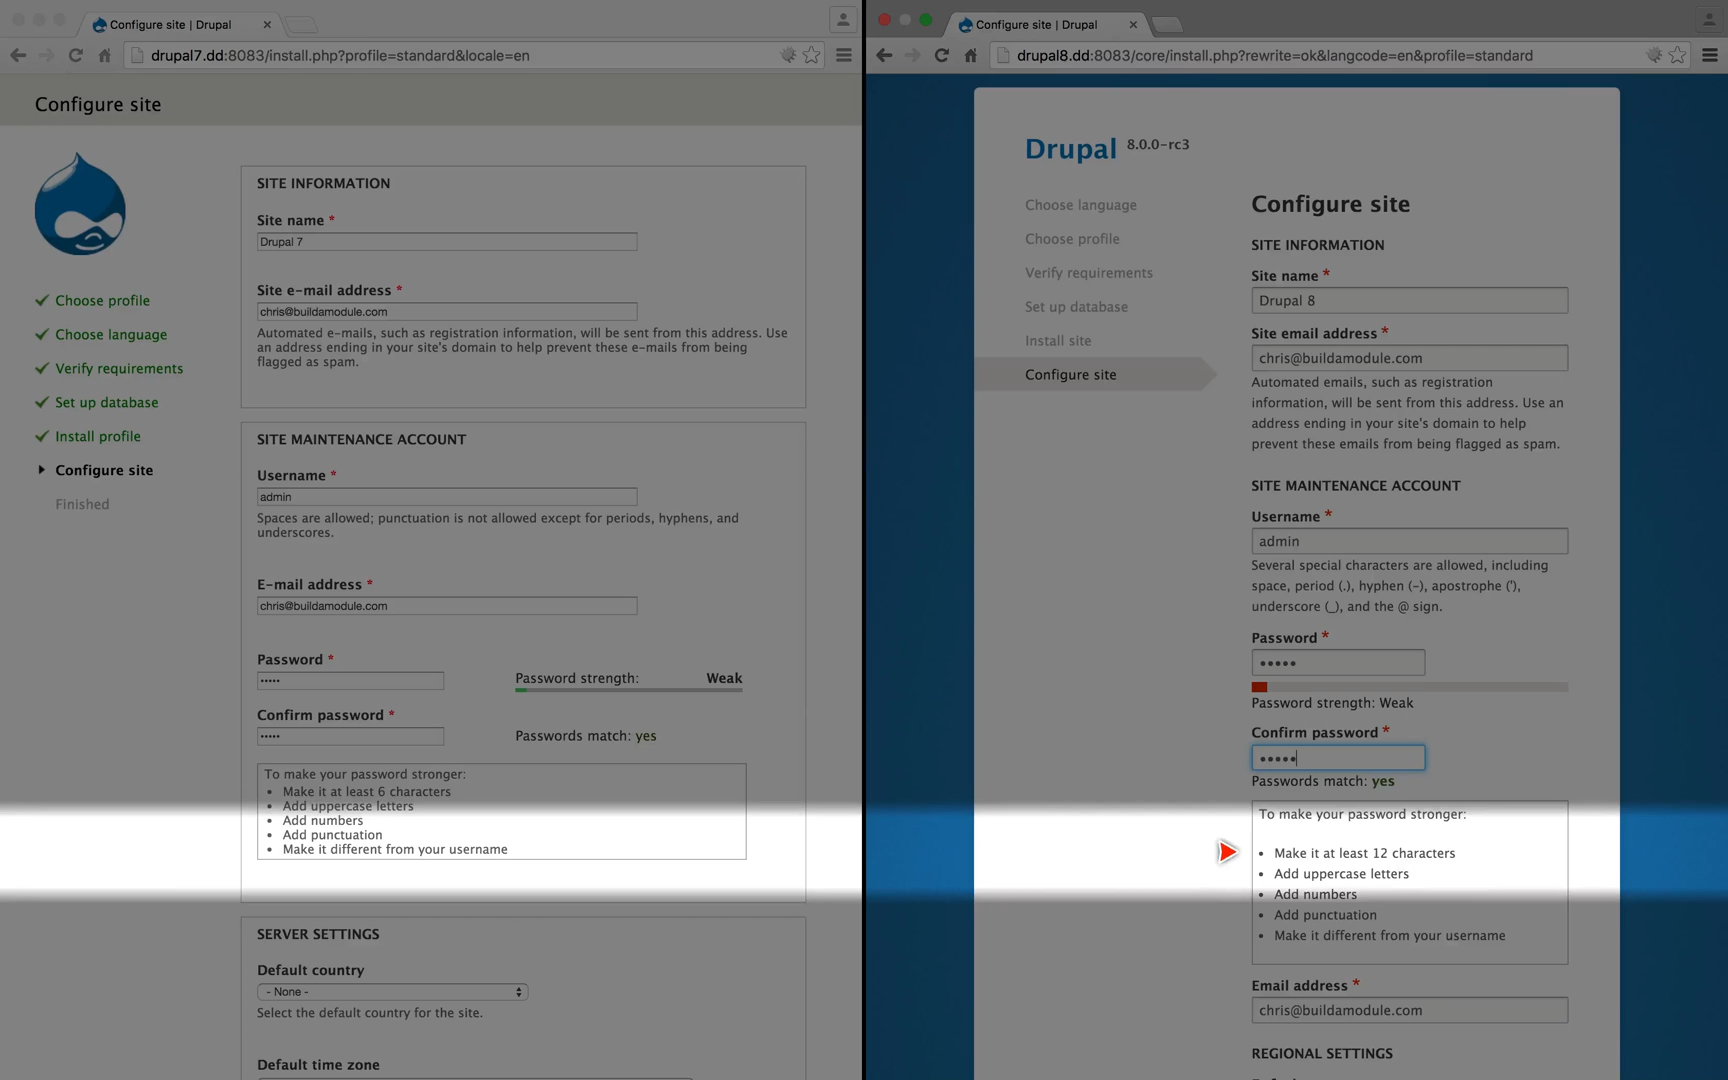 Configure site | Drupal
drupal7.dd:8083/install.php?profile=standard&locale=en
Configure site
Choose profile
Choose language
Verify requirements
Set up database
Install profile
Configure site
Finished
SITE INFORMATION
Site name *
Drupal 7
Site e-mail address *
chris@buildamodule.com
Automated e-mails, such as registration information, will be sent from this address. Use
an address ending in your site's domain to help prevent these e-mails from being
flagged as spam.
SITE MAINTENANCE ACCOUNT
Username *
admin
Spaces are allowed; punctuation is not allowed except for periods, hyphens, and
underscores.
E-mail address *
chris@buildamodule.com
Password *
•••••
Password strength: Weak
Confirm password *
•••••
Passwords match: yes
To make your password stronger:
• Make it at least 6 characters
• Add uppercase letters
• Add numbers
• Add punctuation
• Make it different from your username
SERVER SETTINGS
Default country
- None -
Select the default country for the site.
Default time zone
Configure site | Drupal
drupal8.dd:8083/core/install.php?rewrite=ok&langcode=en&profile=standard
Drupal 8.0.0-rc3
Choose language
Choose profile
Verify requirements
Set up database
Install site
Configure site
Configure site
SITE INFORMATION
Site name *
Drupal 8
Site email address *
chris@buildamodule.com
Automated emails, such as registration
information, will be sent from this address. Use an
address ending in your site's domain to help
prevent these emails from being flagged as spam.
SITE MAINTENANCE ACCOUNT
Username *
admin
Several special characters are allowed, including
space, period (.), hyphen (-), apostrophe ('),
underscore (_), and the @ sign.
Password *
•••••
Password strength: Weak
Confirm password *
•••••
Passwords match: yes
To make your password stronger:
• Make it at least 12 characters
• Add uppercase letters
• Add numbers
• Add punctuation
• Make it different from your username
Email address *
chris@buildamodule.com
REGIONAL SETTINGS